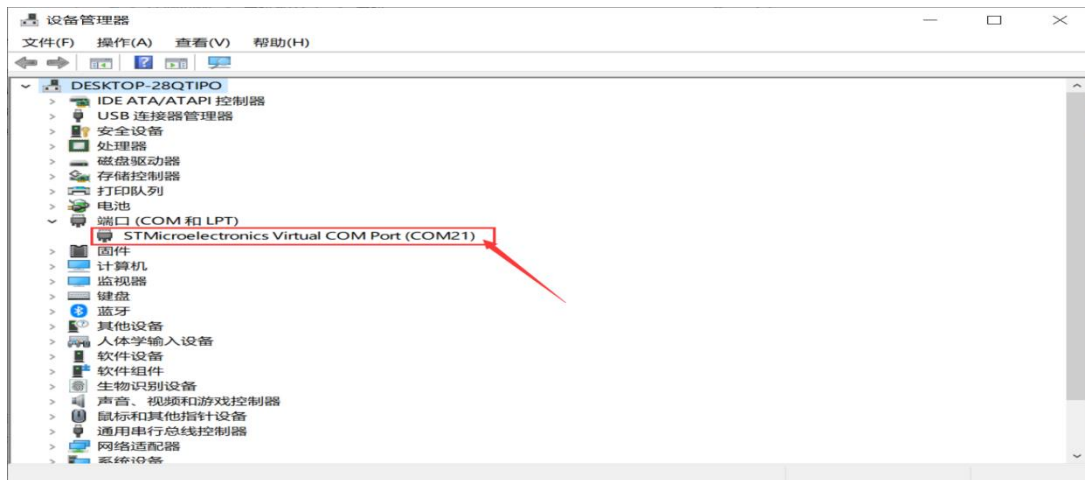 设备管理器
文件(F) 操作(A) 查看(V) 帮助(H)
DESKTOP-28QTIPO
IDE ATA/ATAPI 控制器
USB 连接器管理器
安全设备
处理器
磁盘驱动器
存储控制器
打印队列
电池
端口 (COM 和 LPT)
STMicroelectronics Virtual COM Port (COM21)
固件
计算机
监视器
键盘
蓝牙
其他设备
人体学输入设备
软件设备
软件组件
生物识别设备
声音、视频和游戏控制器
鼠标和其他指针设备
通用串行总线控制器
网络适配器
系统设备